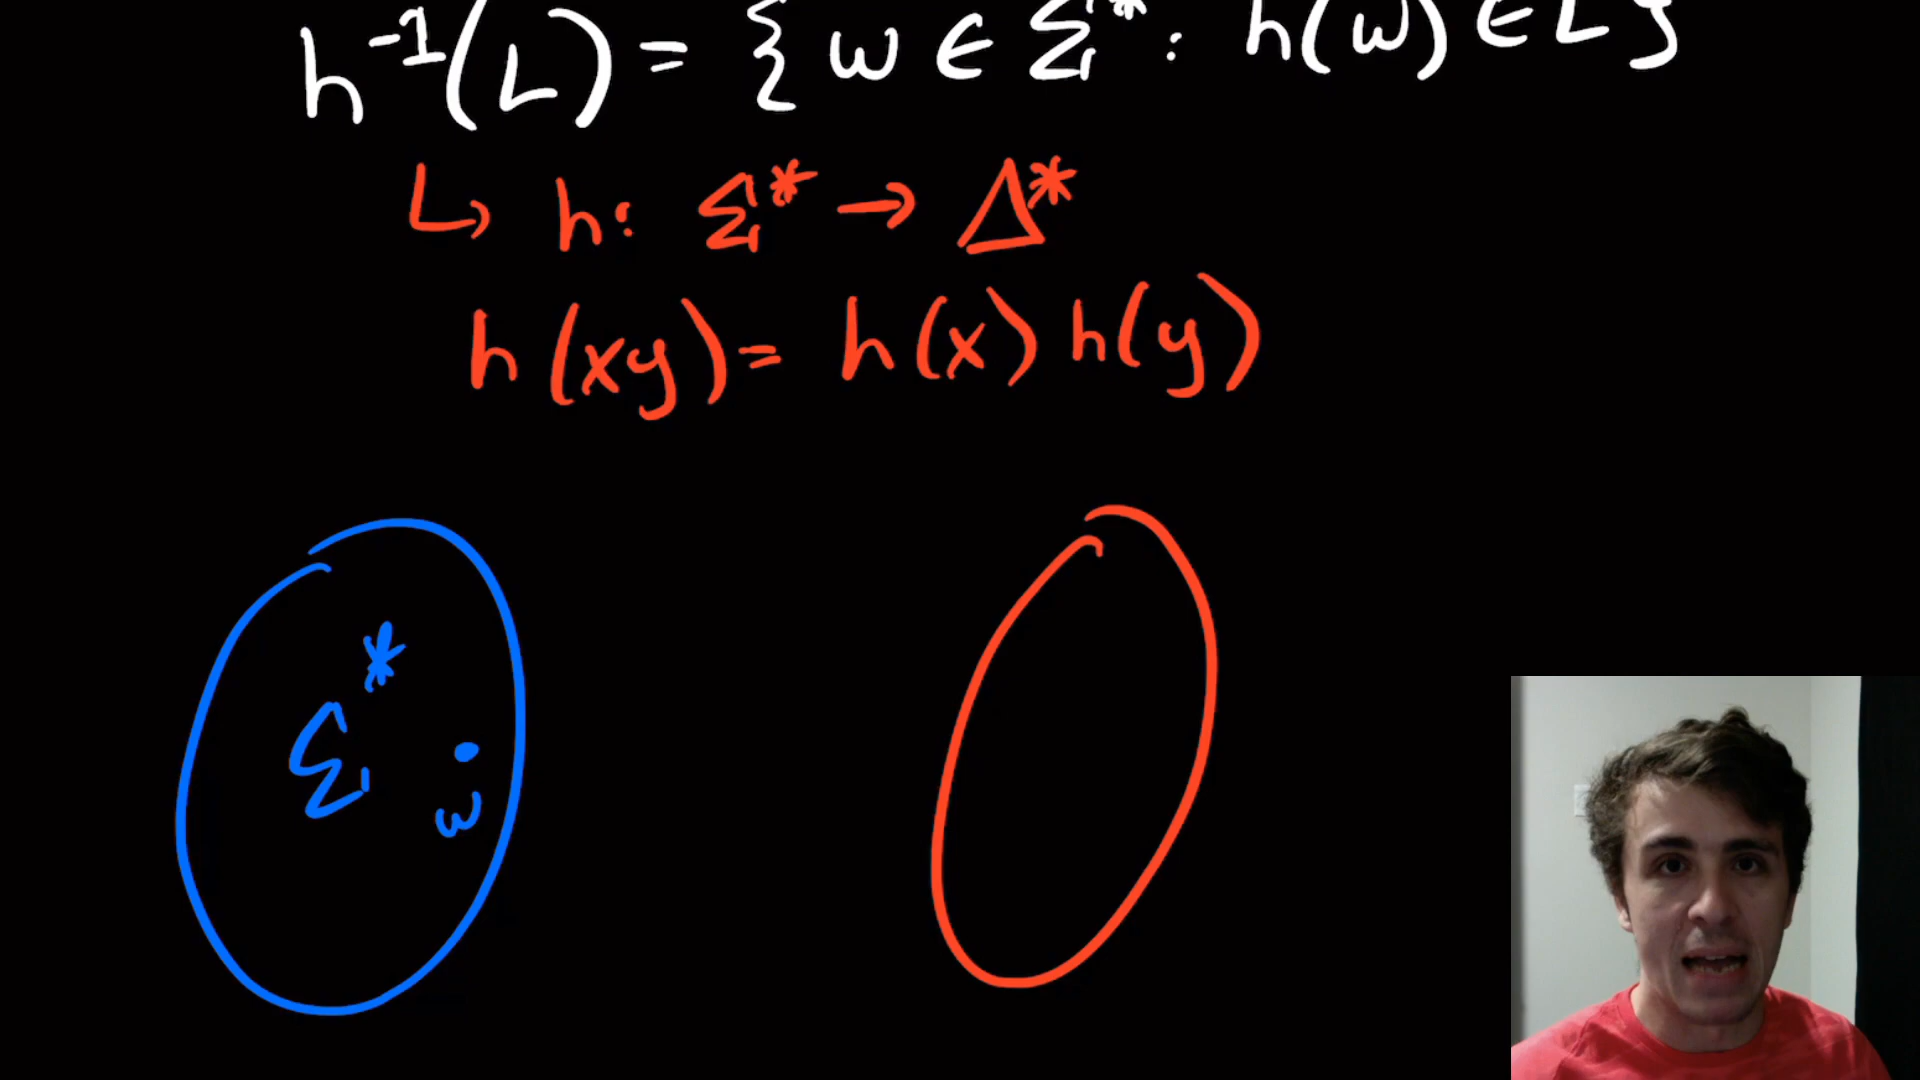 h⁻¹(L) = { w ∈ Σ* : h(w) ∈ L }
↳ h: Σ* → Δ*
h(xy) = h(x) h(y)
Σ*
w